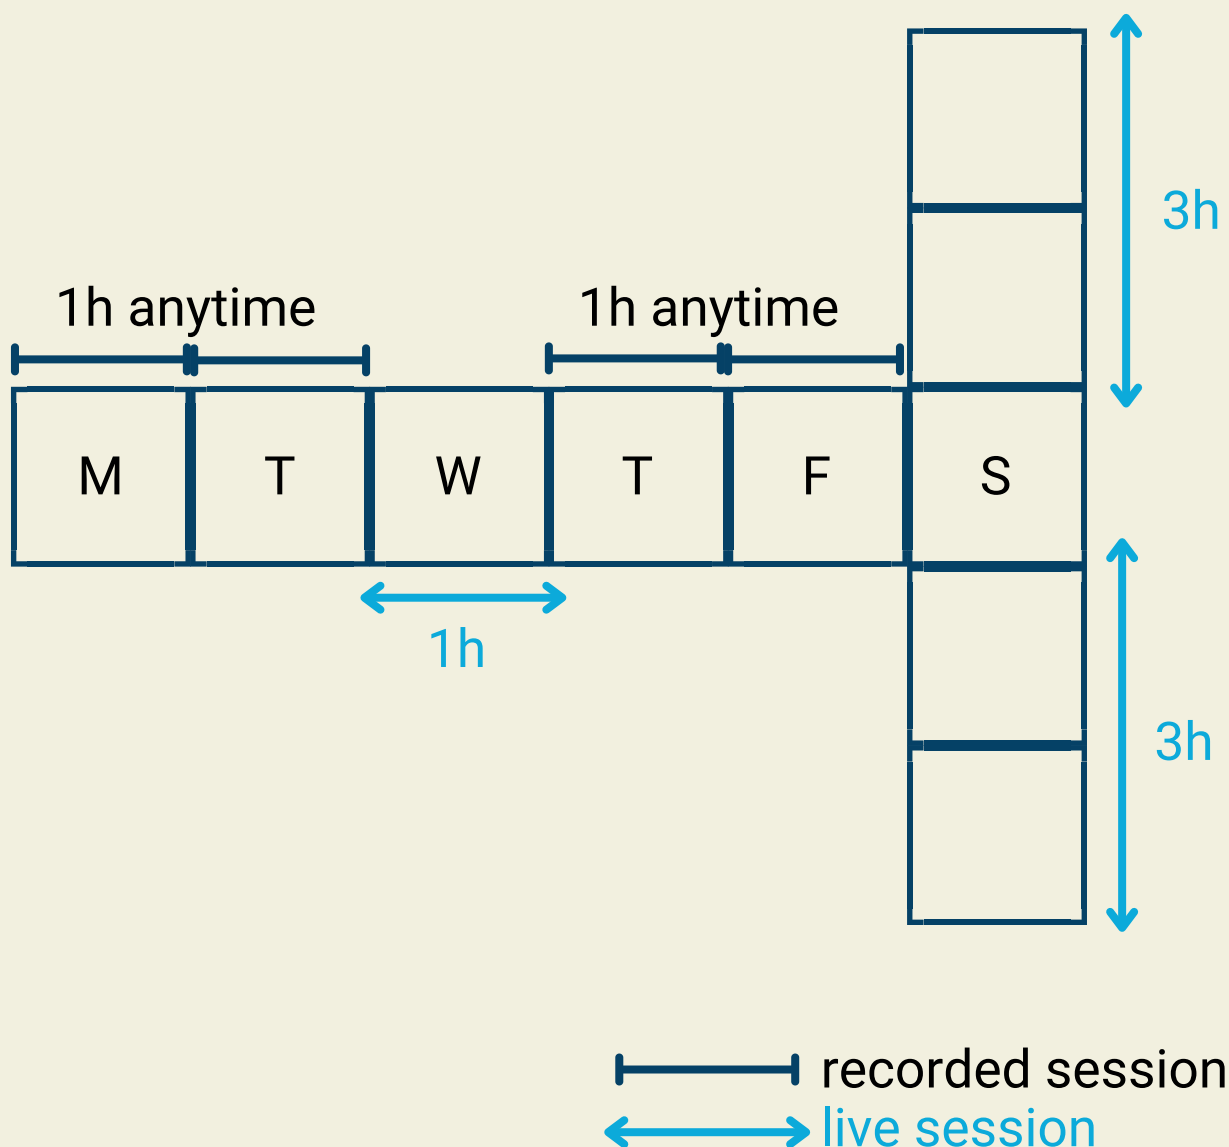 3h
1h anytime
1h anytime
M T W T F S
1h
3h
recorded session
live session